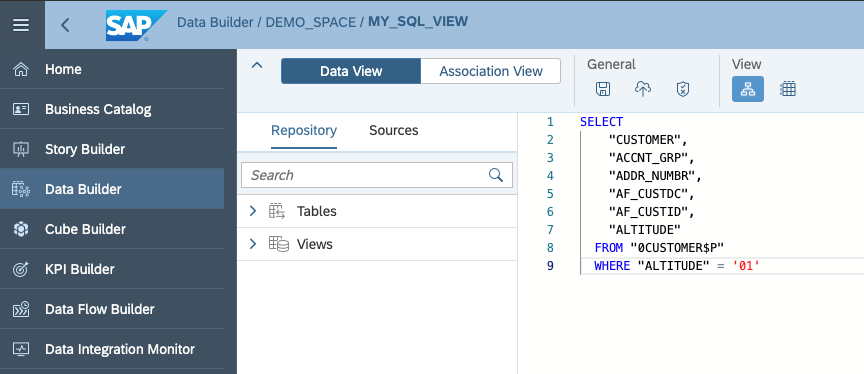 SAP
Data Builder / DEMO_SPACE / MY_SQL_VIEW
Home
Business Catalog
Story Builder
Data Builder
Cube Builder
KPI Builder
Data Flow Builder
Data Integration Monitor
Data View
Association View
General
View
Repository
Sources
Search
Tables
Views
1 SELECT
2 "CUSTOMER",
3 "ACCNT_GRP",
4 "ADDR_NUMBR",
5 "AF_CUSTDC",
6 "AF_CUSTID",
7 "ALTITUDE"
8 FROM "0CUSTOMER$P"
9 WHERE "ALTITUDE" = '01'